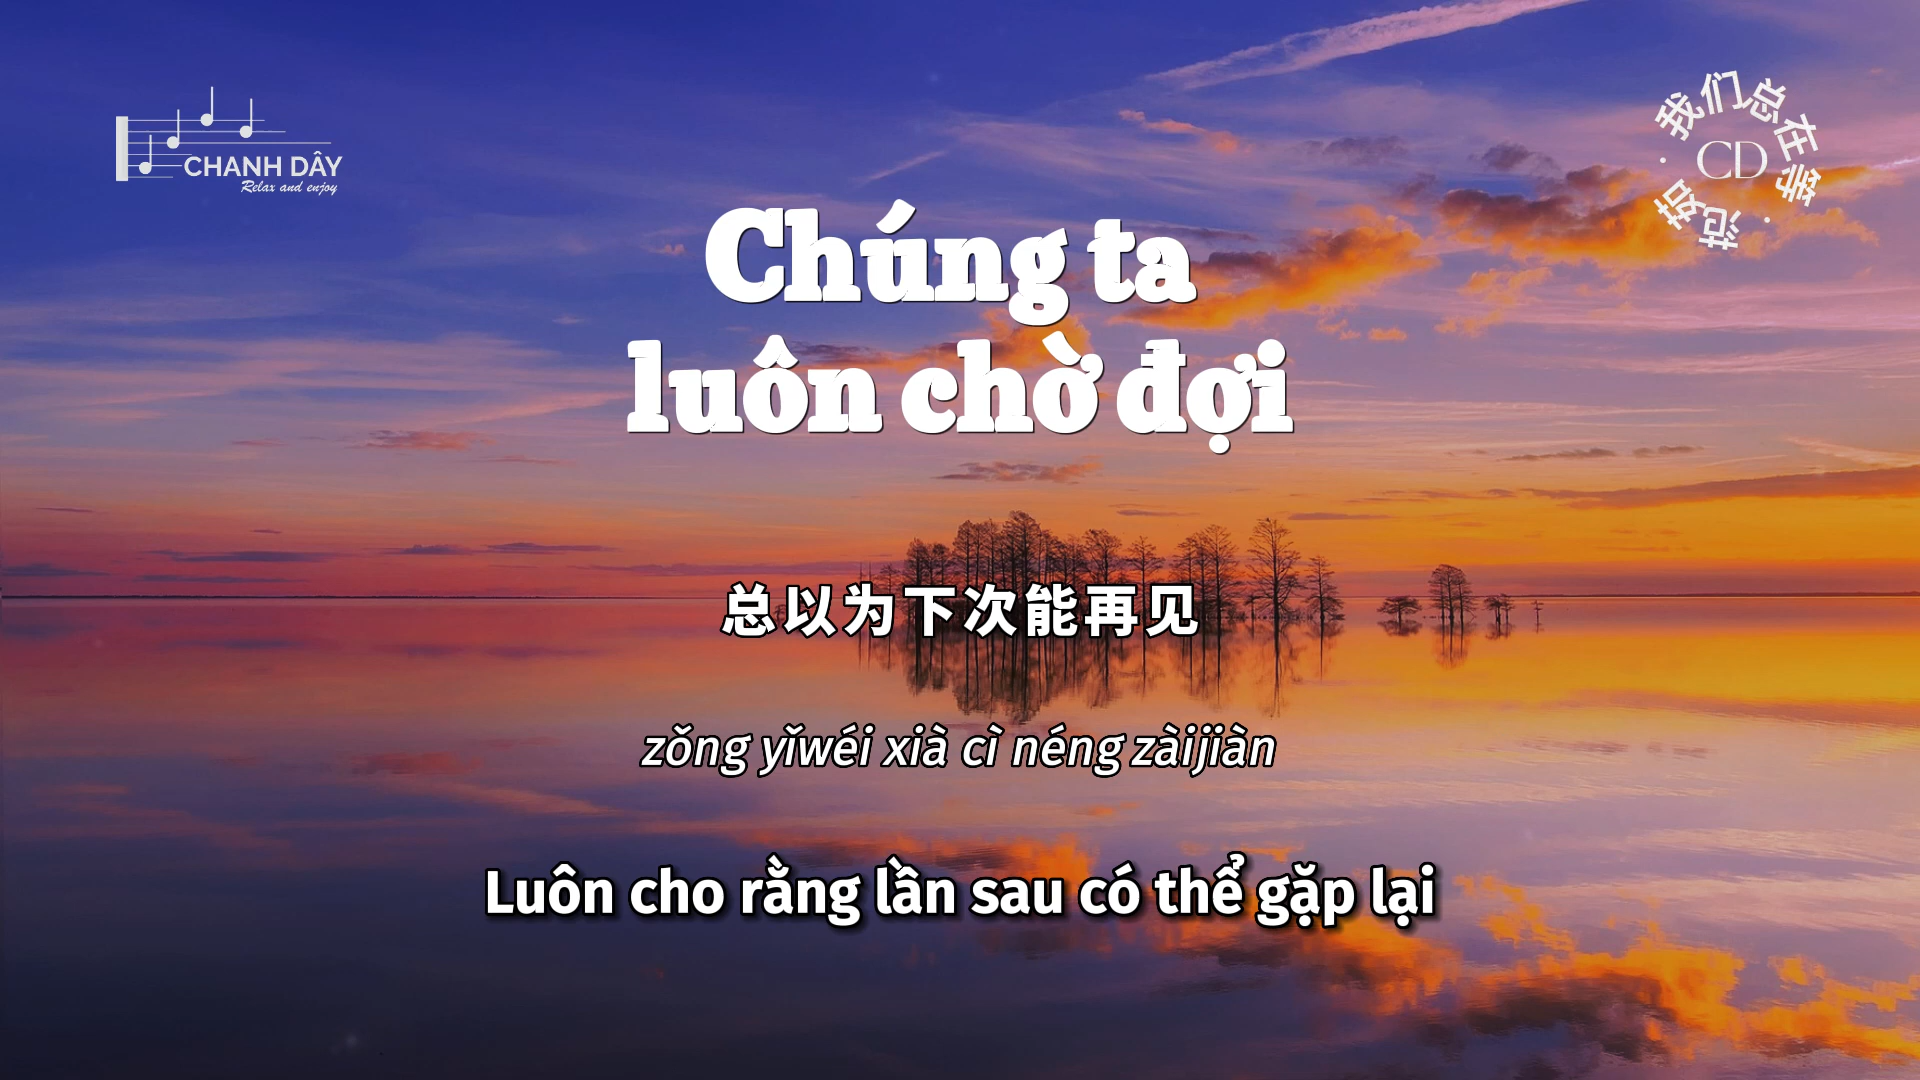 CHANH DÂY
Relax and enjoy
我们总在等 · 范茹 ·
CD
Chúng ta
luôn chờ đợi
总以为下次能再见
zǒng yǐwéi xià cì néng zàijiàn
Luôn cho rằng lần sau có thể gặp lại